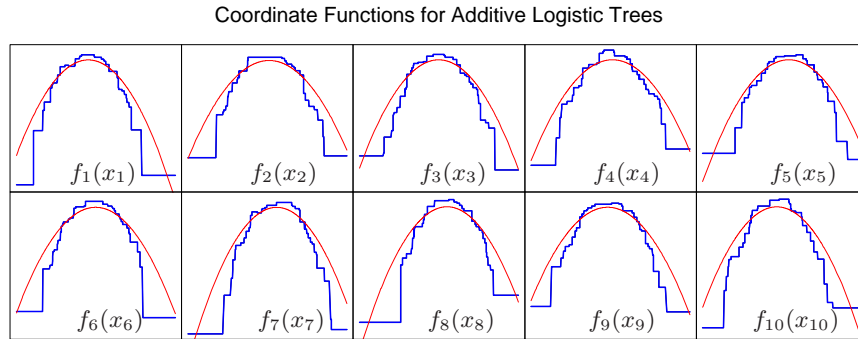 Coordinate Functions for Additive Logistic Trees
f₁(x₁) f₂(x₂) f₃(x₃) f₄(x₄) f₅(x₅)
f₆(x₆) f₇(x₇) f₈(x₈) f₉(x₉) f₁₀(x₁₀)